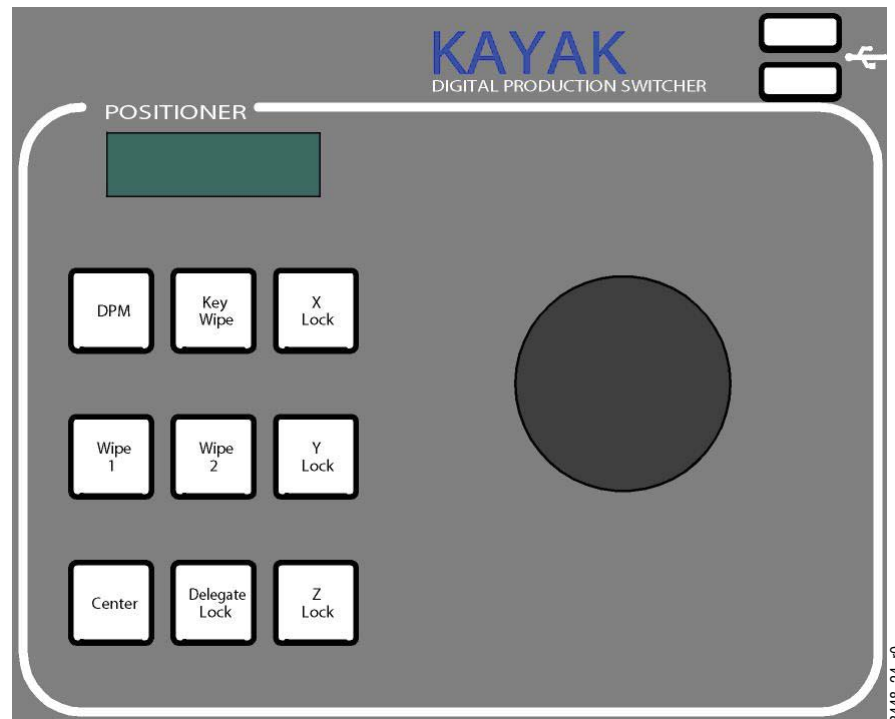 KAYAK
DIGITAL PRODUCTION SWITCHER
POSITIONER
DPM
Key
Wipe
X
Lock
Wipe
1
Wipe
2
Y
Lock
Center
Delegate
Lock
Z
Lock